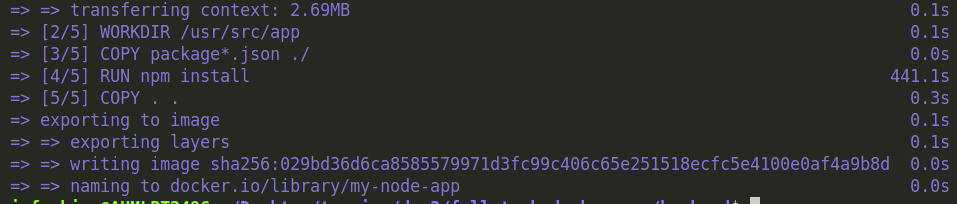 => => transferring context: 2.69MB 0.1s
=> [2/5] WORKDIR /usr/src/app 0.1s
=> [3/5] COPY package*.json ./ 0.0s
=> [4/5] RUN npm install 441.1s
=> [5/5] COPY . . 0.3s
=> exporting to image 0.1s
=> => exporting layers 0.1s
=> => writing image sha256:029bd36d6ca8585579971d3fc99c406c65e251518ecfc5e4100e0af4a9b8d 0.0s
=> => naming to docker.io/library/my-node-app 0.0s